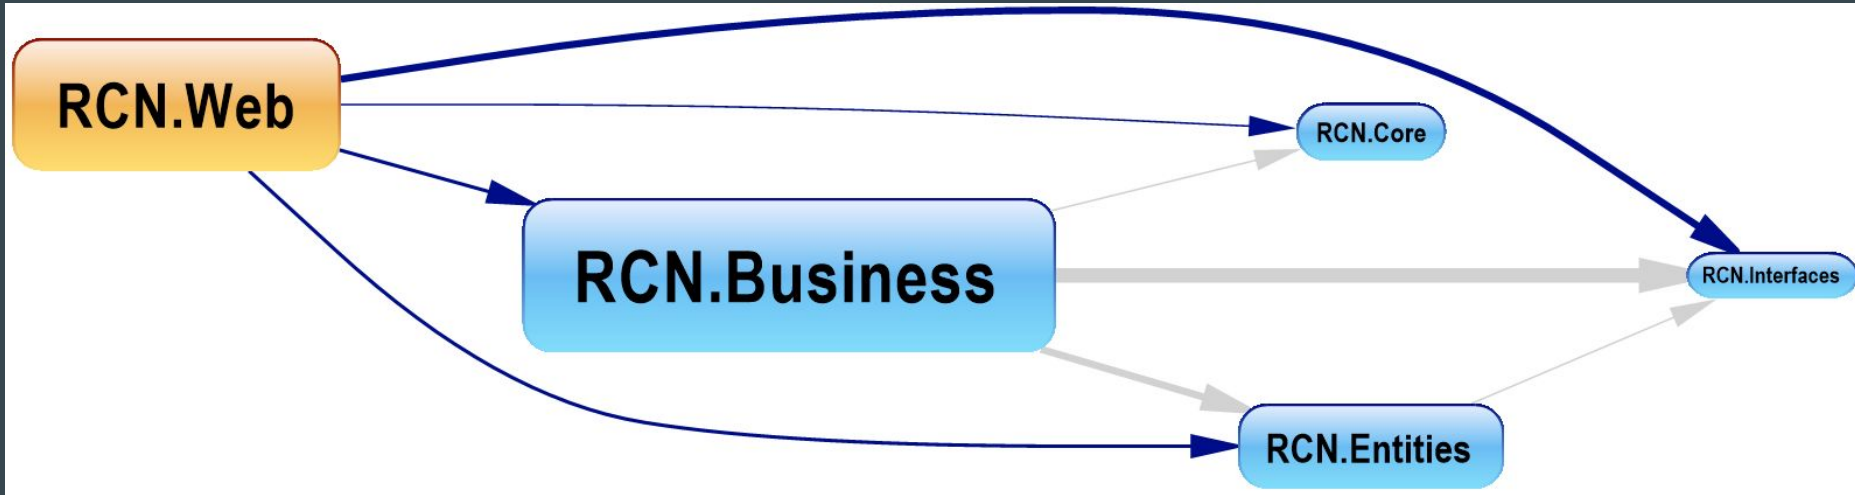 RCN.Web
RCN.Core
RCN.Business
RCN.Interfaces
RCN.Entities